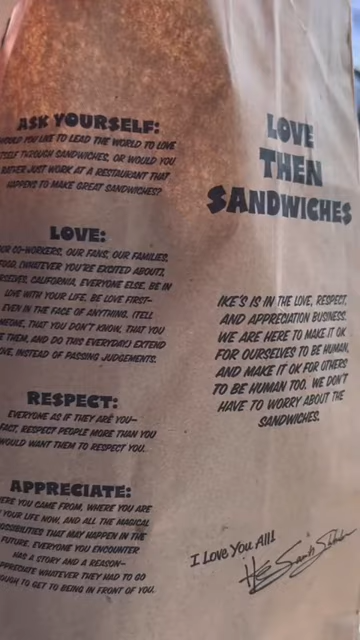 ASK YOURSELF:
WOULD YOU LIKE TO LEAD THE WORLD TO LOVE
ITSELF THROUGH SANDWICHES, OR WOULD YOU
RATHER JUST WORK AT A RESTAURANT THAT
HAPPENS TO MAKE GREAT SANDWICHES?
LOVE:
OUR CO-WORKERS, OUR FANS, OUR FAMILIES,
FOOD, (WHATEVER YOU'RE EXCITED ABOUT),
CALIFORNIA, EVERYONE ELSE, BE IN
LOVE WITH YOUR LIFE, BE LOVE FIRST-
EVEN IN THE FACE OF ANYTHING. (TELL
THAT YOU DON'T KNOW, THAT YOU
THEM, AND DO THIS EVERYDAY) EXTEND
LOVE, INSTEAD OF PASSING JUDGEMENTS.
RESPECT:
EVERYONE AS IF THEY ARE YOU-
FACT, RESPECT PEOPLE MORE THAN YOU
WOULD WANT THEM TO RESPECT YOU.
APPRECIATE:
WHERE YOU CAME FROM, WHERE YOU ARE
YOUR LIFE NOW, AND ALL THE MAGICAL
POSSIBILITIES THAT MAY HAPPEN IN THE
FUTURE. EVERYONE YOU ENCOUNTER
HAS A STORY AND A REASON-
APPRECIATE WHATEVER THEY HAD TO GO
THROUGH TO GET TO BEING IN FRONT OF YOU.
LOVE
THEN
$ANDWICHE$
IKE'S IS IN THE LOVE, RESPECT,
AND APPRECIATION BUSINESS.
WE ARE HERE TO MAKE IT OK
FOR OURSELVES TO BE HUMAN,
AND MAKE IT OK FOR OTHERS
TO BE HUMAN TOO. WE DON'T
HAVE TO WORRY ABOUT THE
SANDWICHES.
I Love You All!